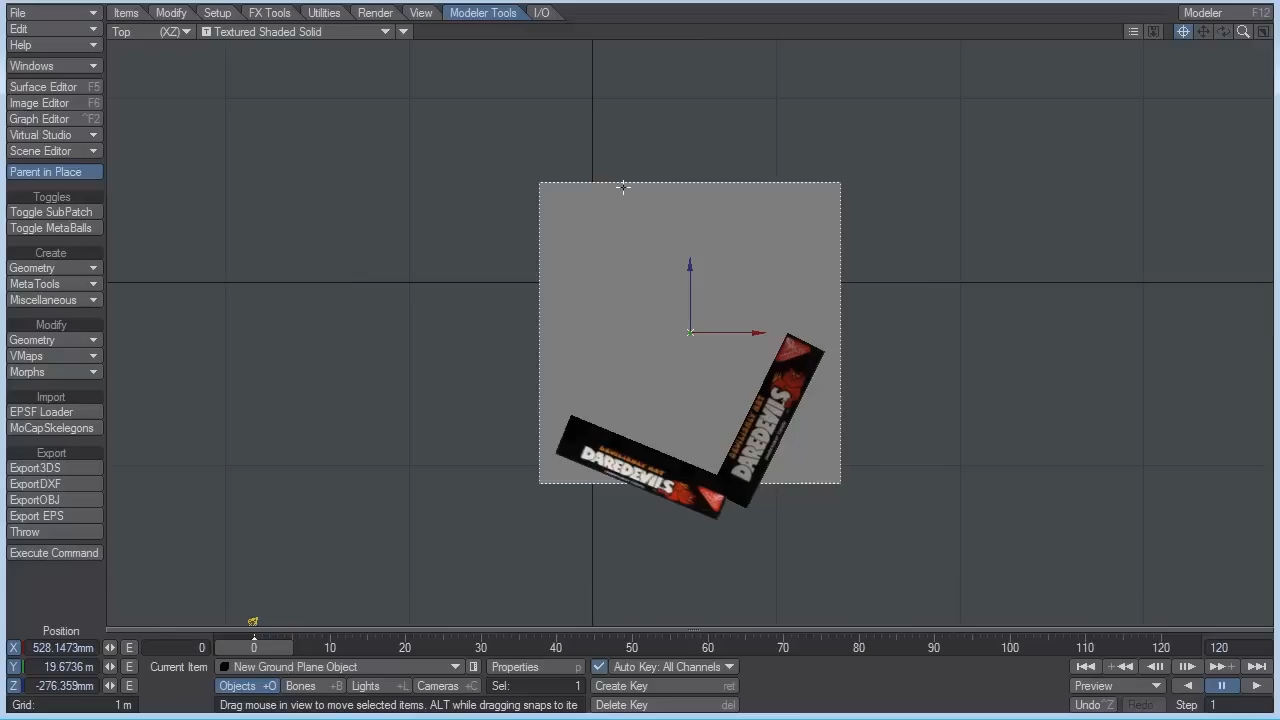 File
Items
Modify
Setup
FX Tools
Utilities
Render
View
Modeler Tools
I/O
Modeler F12
Edit
Top (XZ)
T Textured Shaded Solid
Help
Windows
Surface Editor F5
Image Editor F6
Graph Editor ^F2
Virtual Studio
Scene Editor
Parent in Place
Toggles
Toggle SubPatch
Toggle MetaBalls
Create
Geometry
MetaTools
Miscellaneous
Modify
Geometry
VMaps
Morphs
Import
EPSF Loader
MoCapSkelegons
Export
Export3DS
ExportDXF
ExportOBJ
Export EPS
Throw
Execute Command
DAREDEVILS
DAREDEVILS
Position
X 528.1473mm E 0
0 10 20 30 40 50 60 70 80 90 100 110 120 120
Y 19.6736 m E Current Item New Ground Plane Object Properties p Auto Key: All Channels
Z -276.359mm E Objects +O Bones +B Lights +L Cameras +C Sel: 1 Create Key ret Preview
Grid: 1 m Drag mouse in view to move selected items. ALT while dragging snaps to ite Delete Key del Undo ^Z Redo Step 1